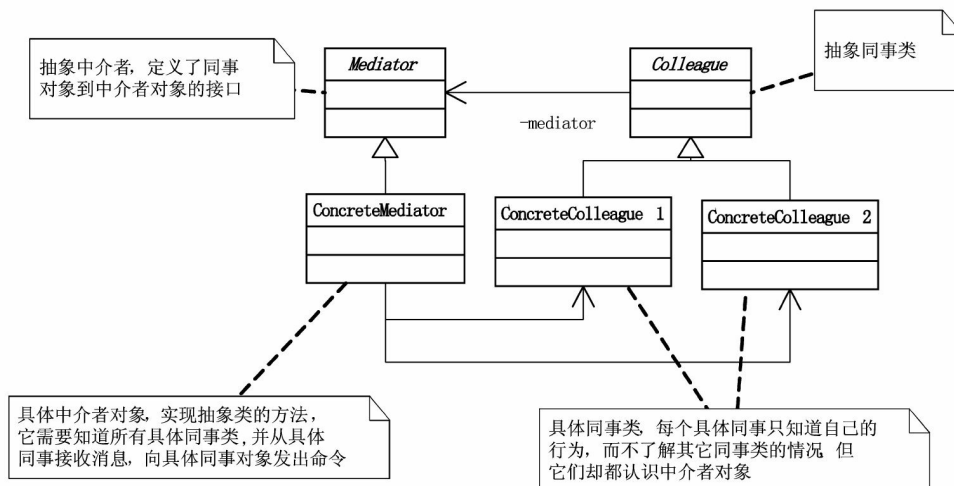 抽象中介者, 定义了同事
对象到中介者对象的接口
Mediator
Colleague
抽象同事类
-mediator
ConcreteMediator
ConcreteColleague 1
ConcreteColleague 2
具体中介者对象, 实现抽象类的方法,
它需要知道所有具体同事类, 并从具体
同事接收消息, 向具体同事对象发出命令
具体同事类, 每个具体同事只知道自己的
行为, 而不了解其它同事类的情况, 但
它们却都认识中介者对象